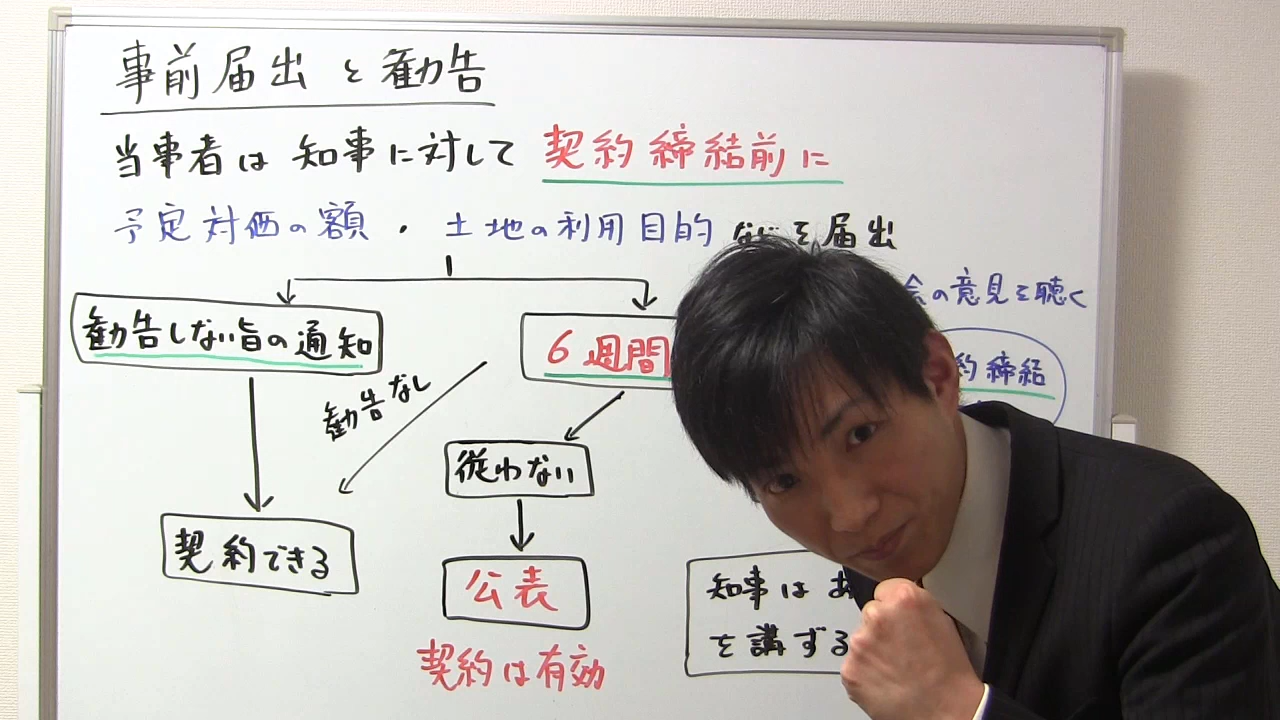 事前届出と勧告
当事者は知事に対して契約締結前に
予定対価の額・土地の利用目的などを届出
の意見を聴く
勧告しない旨の通知
6週間
約締結
勧告なし
従わない
契約できる
公表
知事はあ
を講ずる
契約は有効